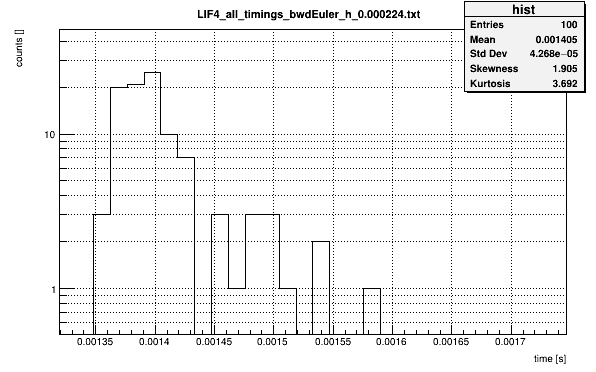 LIF4_all_timings_bwdEuler_h_0.000224.txt
hist
Entries 100
Mean 0.001405
Std Dev 4.268e−05
Skewness 1.905
Kurtosis 3.692
counts []
10
1
0.00135 0.0014 0.00145 0.0015 0.00155 0.0016 0.00165 0.0017
time [s]